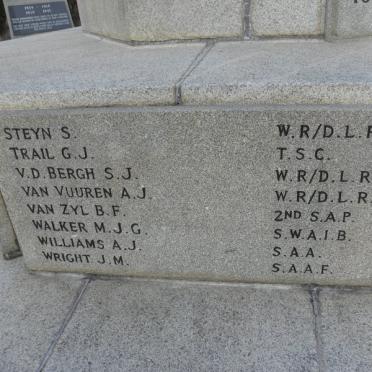 STEYN S. W.R/D.L.R
TRAIL G.J. T.S.C.
V.D. BERGH S.J. W.R/D.L.R.
VAN VUUREN A.J. W.R/D.L.R.
VAN ZYL B.F. 2ND S.A.P.
WALKER M.J.G. S.W.A.I.B.
WILLIAMS A.J. S.A.A.
WRIGHT J.M. S.A.A.F.